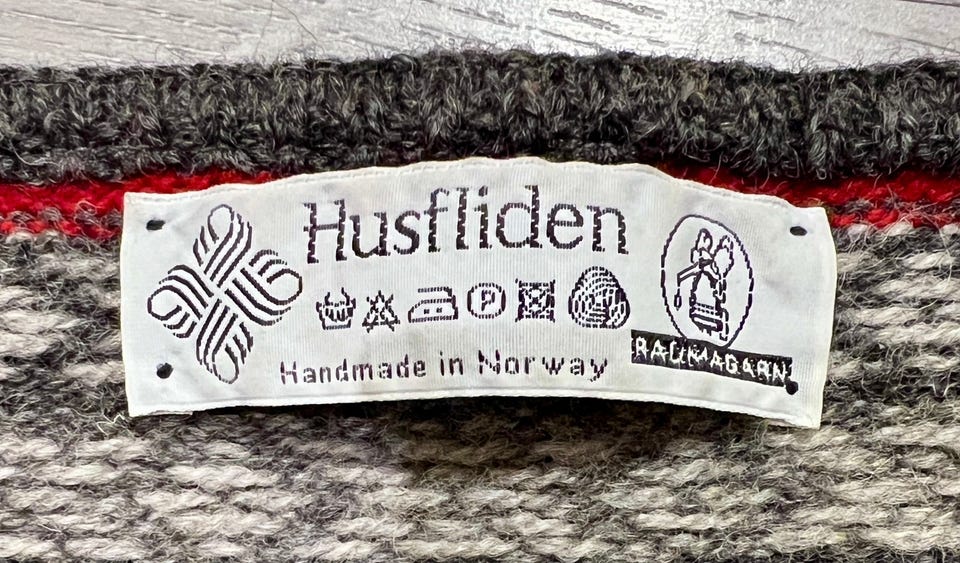 Husfliden
P
Handmade in Norway
RAUMAGARN